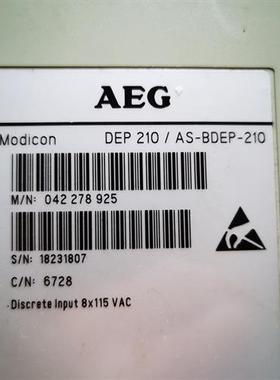 AEG
Modicon DEP 210 / AS-BDEP-210
M/N: 042 278 925
S/N: 18231807
C/N: 6728
Discrete Input 8x115 VAC